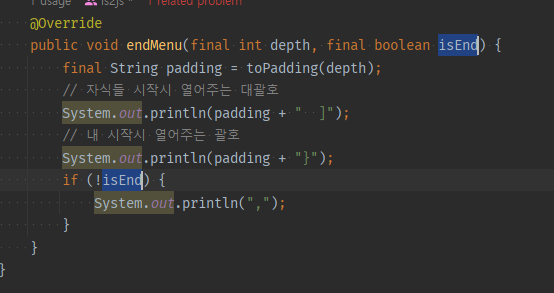 1 usage   is2js *   1 related problem
@Override
public void endMenu(final int depth, final boolean isEnd) {
    final String padding = toPadding(depth);
    // 자식들 시작시 열어주는 대괄호
    System.out.println(padding + "  ]");
    // 내 시작시 열어주는 괄호
    System.out.println(padding + "}");
    if (!isEnd) {
        System.out.println(",");
    }
}
}